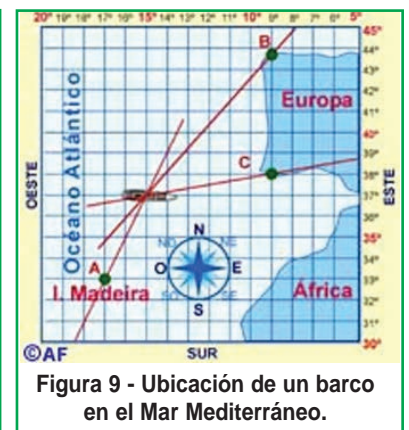 20° 19° 18° 17° 16° 15° 14° 13° 12° 11° 10° 9° 8° 7° 6° 5°
45°
44°
43°
42°
41°
40°
39°
38°
37°
36°
35°
34°
33°
32°
31°
30°
B
Europa
C
Océano Atlántico
OESTE
ESTE
N
NO NE
O E
SO SE
S
A
I. Madeira
África
©AF
SUR
Figura 9 - Ubicación de un barco
en el Mar Mediterráneo.